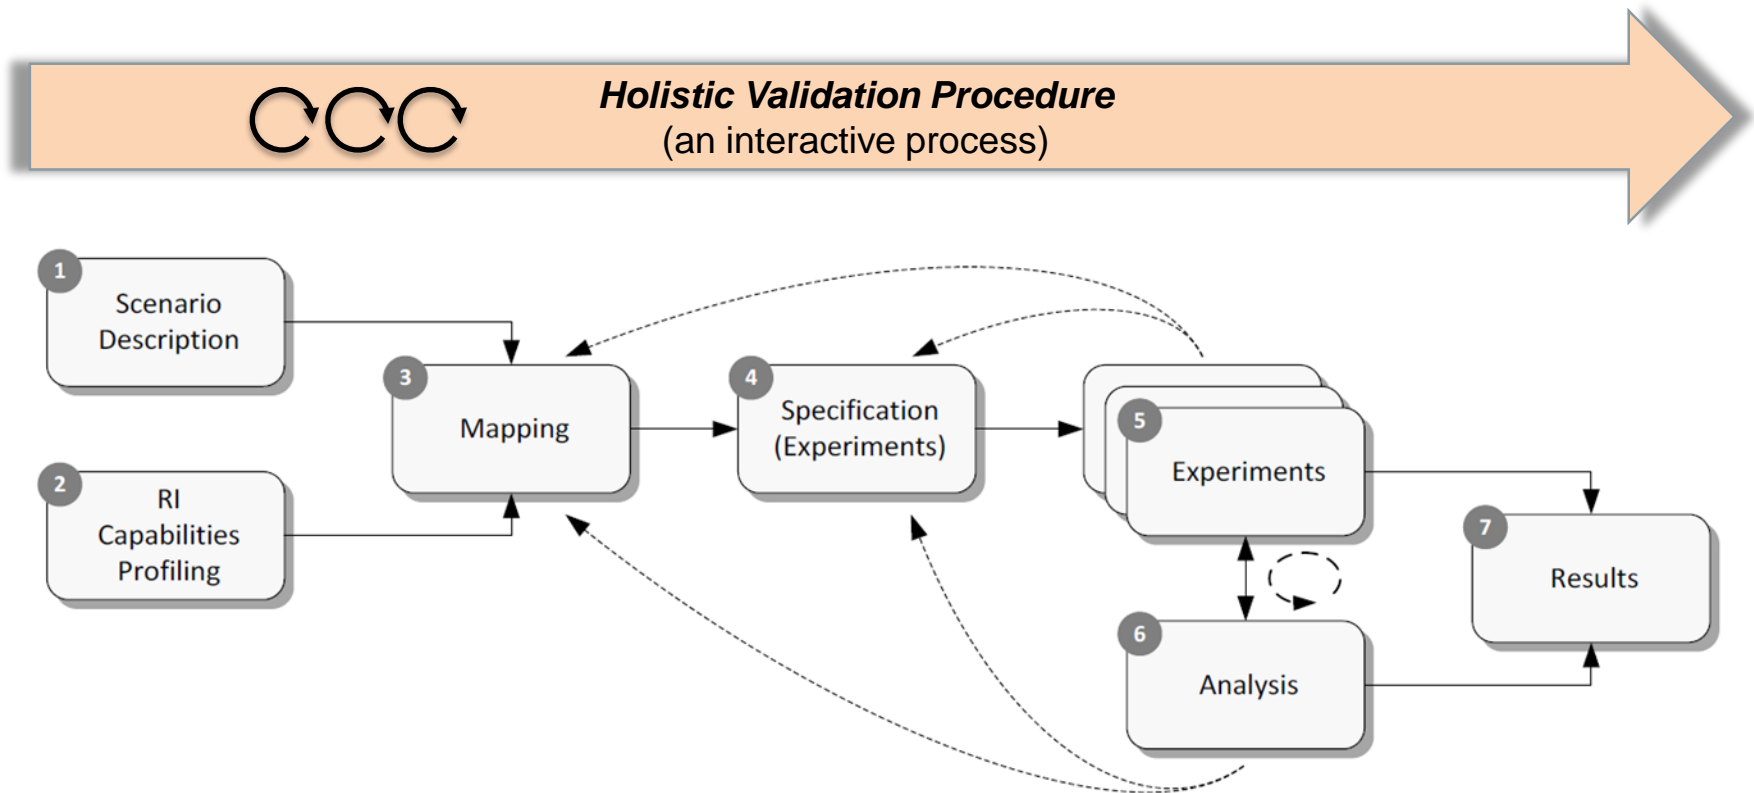 Holistic Validation Procedure
(an interactive process)
1
Scenario
Description
2
RI
Capabilities
Profiling
3
Mapping
4
Specification
(Experiments)
5
Experiments
6
Analysis
7
Results